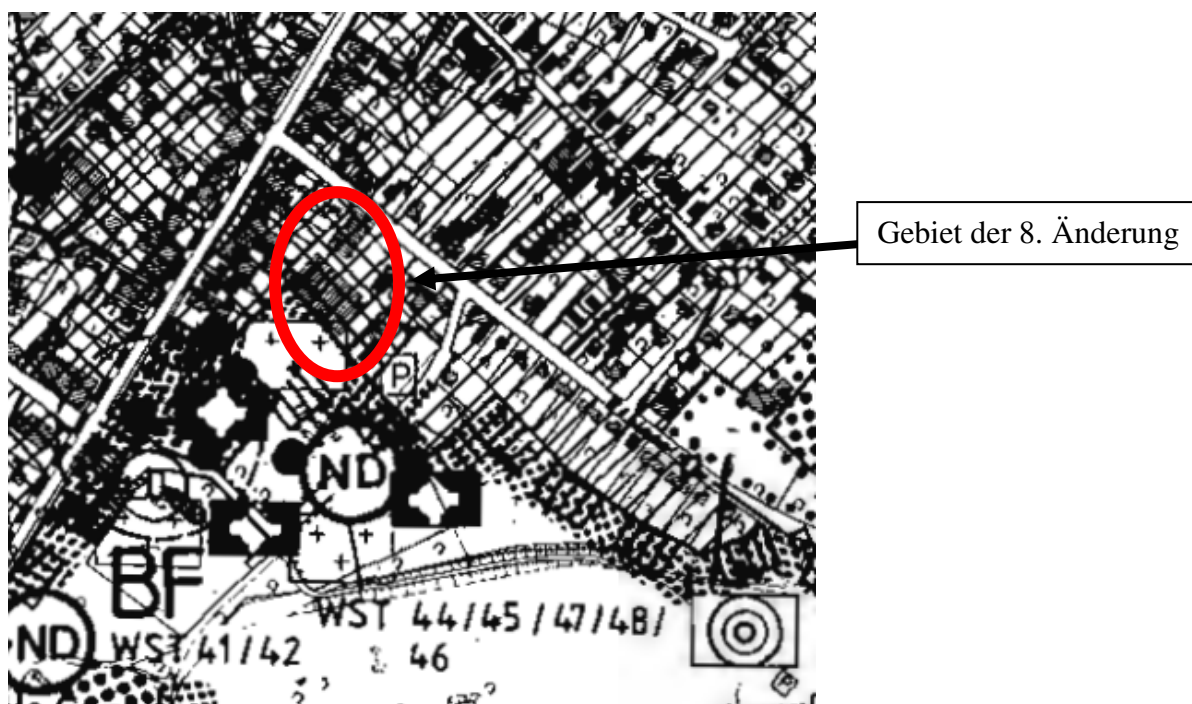 Gebiet der 8. Änderung
P
ND
BF
WST 44/45/47/48/
46
ND
WST 41/42